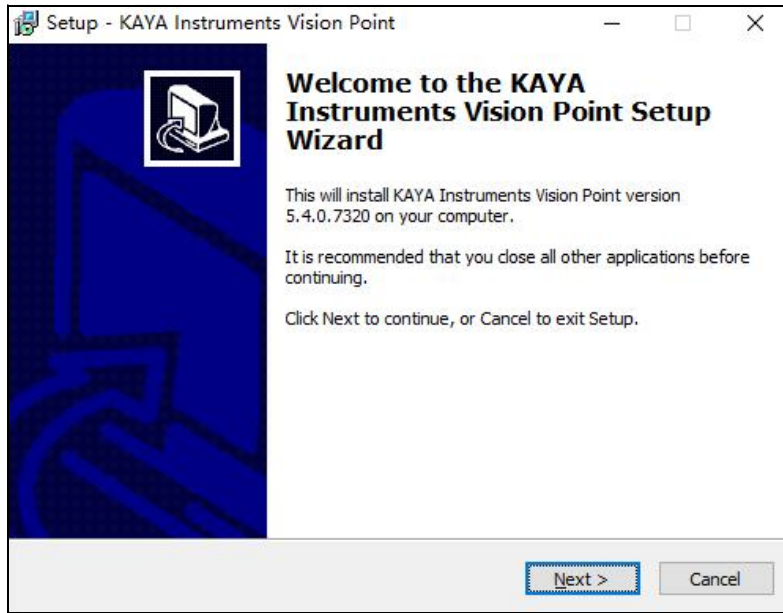 Setup - KAYA Instruments Vision Point
Welcome to the KAYA
Instruments Vision Point Setup
Wizard
This will install KAYA Instruments Vision Point version
5.4.0.7320 on your computer.
It is recommended that you close all other applications before
continuing.
Click Next to continue, or Cancel to exit Setup.
Next >
Cancel